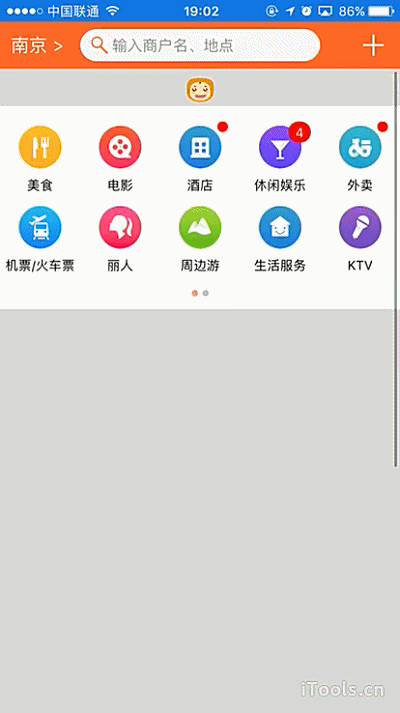 中国联通 19:02 86%
南京 > 输入商户名、地点
4
美食 电影 酒店 休闲娱乐 外卖
机票/火车票 丽人 周边游 生活服务 KTV
iTools.cn